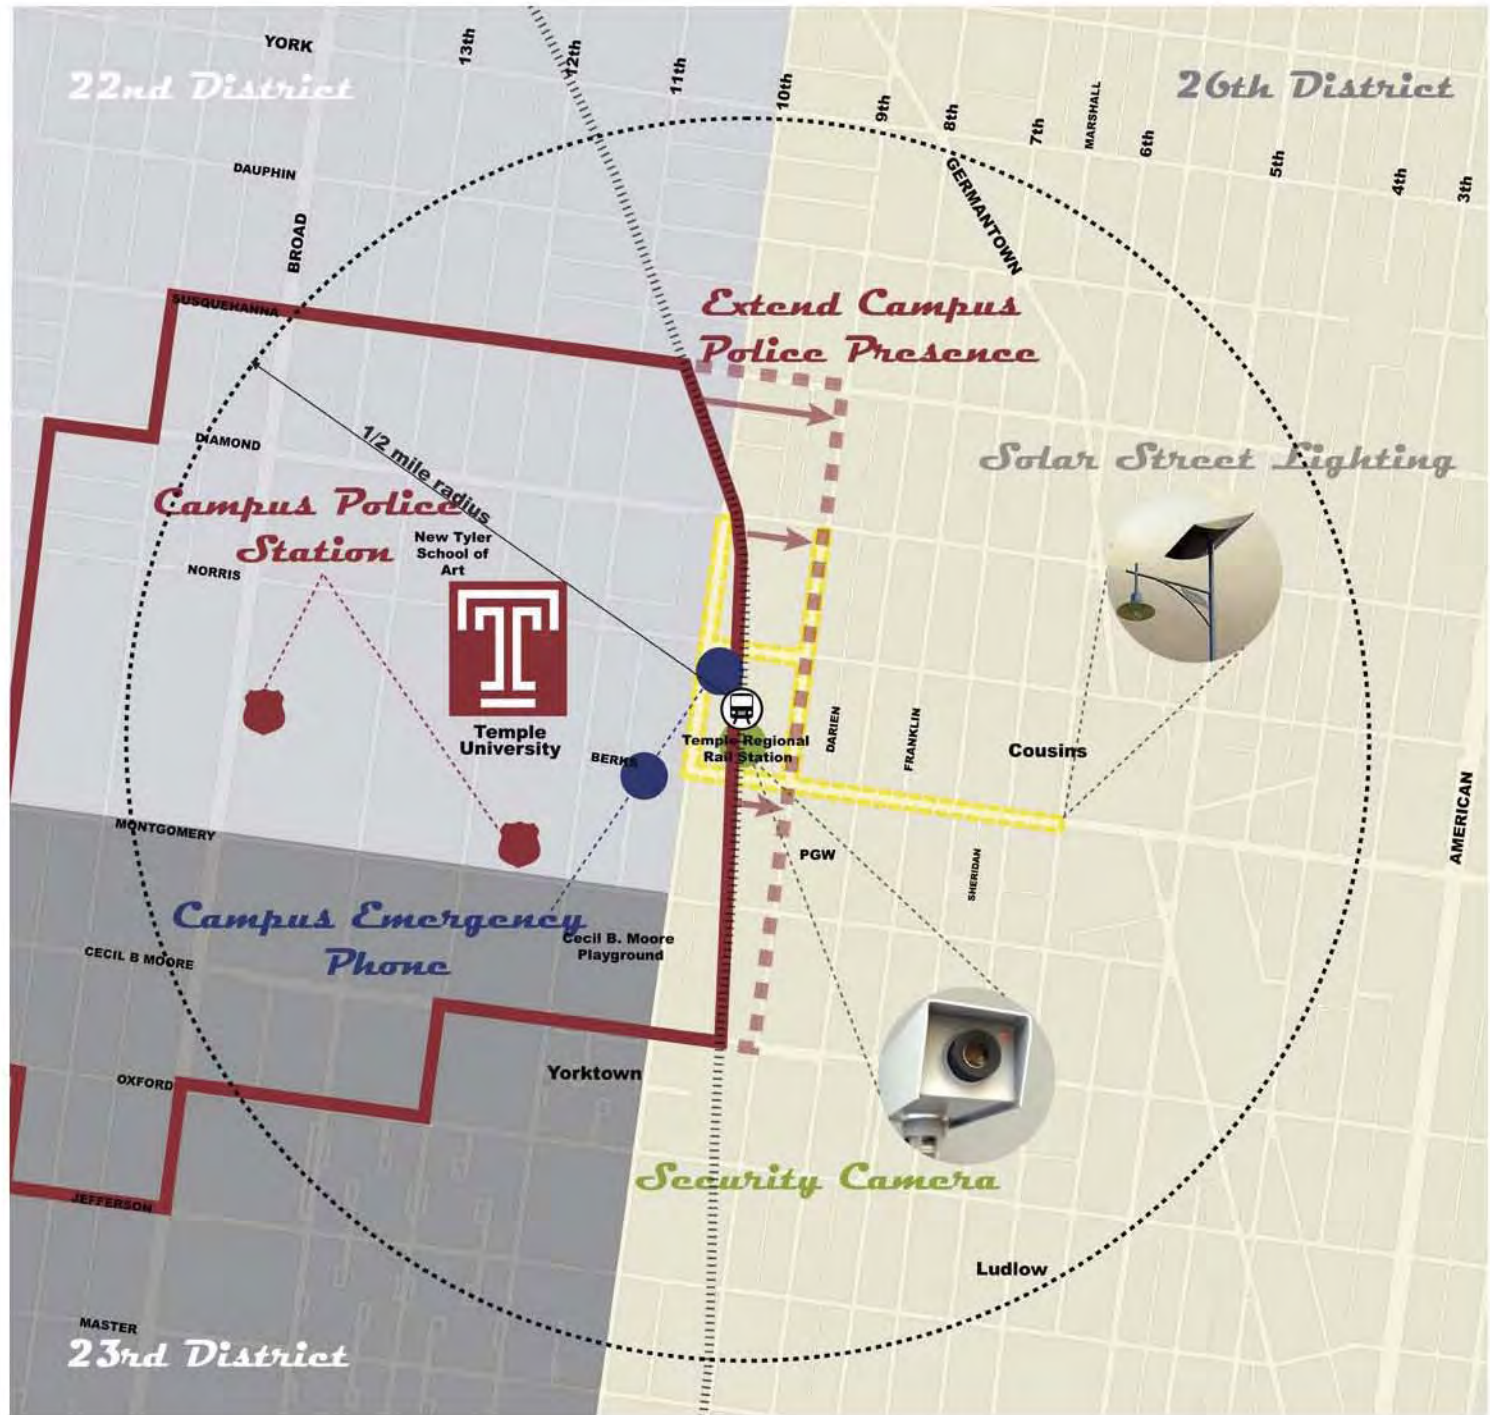 YORK
13th
12th
11th
10th
9th
8th
7th
MARSHALL
6th
5th
4th
3th
22nd District
26th District
DAUPHIN
BROAD
GERMANTOWN
SUSQUEHANNA
Extend Campus
Police Presence
DIAMOND
1/2 mile radius
Solar Street Lighting
Campus Police
Station
New Tyler
School of
Art
NORRIS
T
Temple
University
BERKS
Temple Regional
Rail Station
DARIEN
FRANKLIN
Cousins
AMERICAN
MONTGOMERY
PGW
SHERIDAN
Campus Emergency
Phone
Cecil B. Moore
Playground
CECIL B MOORE
Yorktown
OXFORD
Security Camera
JEFFERSON
Ludlow
MASTER
23rd District